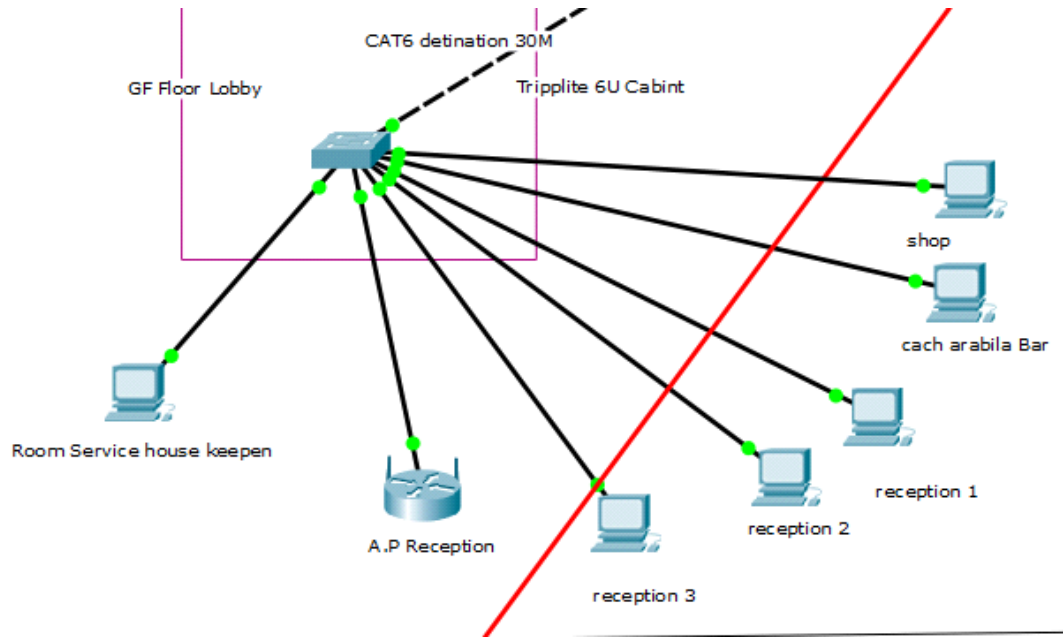 CAT6 detination 30M
GF Floor Lobby
Tripplite 6U Cabint
shop
cach arabila Bar
Room Service house keepen
reception 1
reception 2
A.P Reception
reception 3